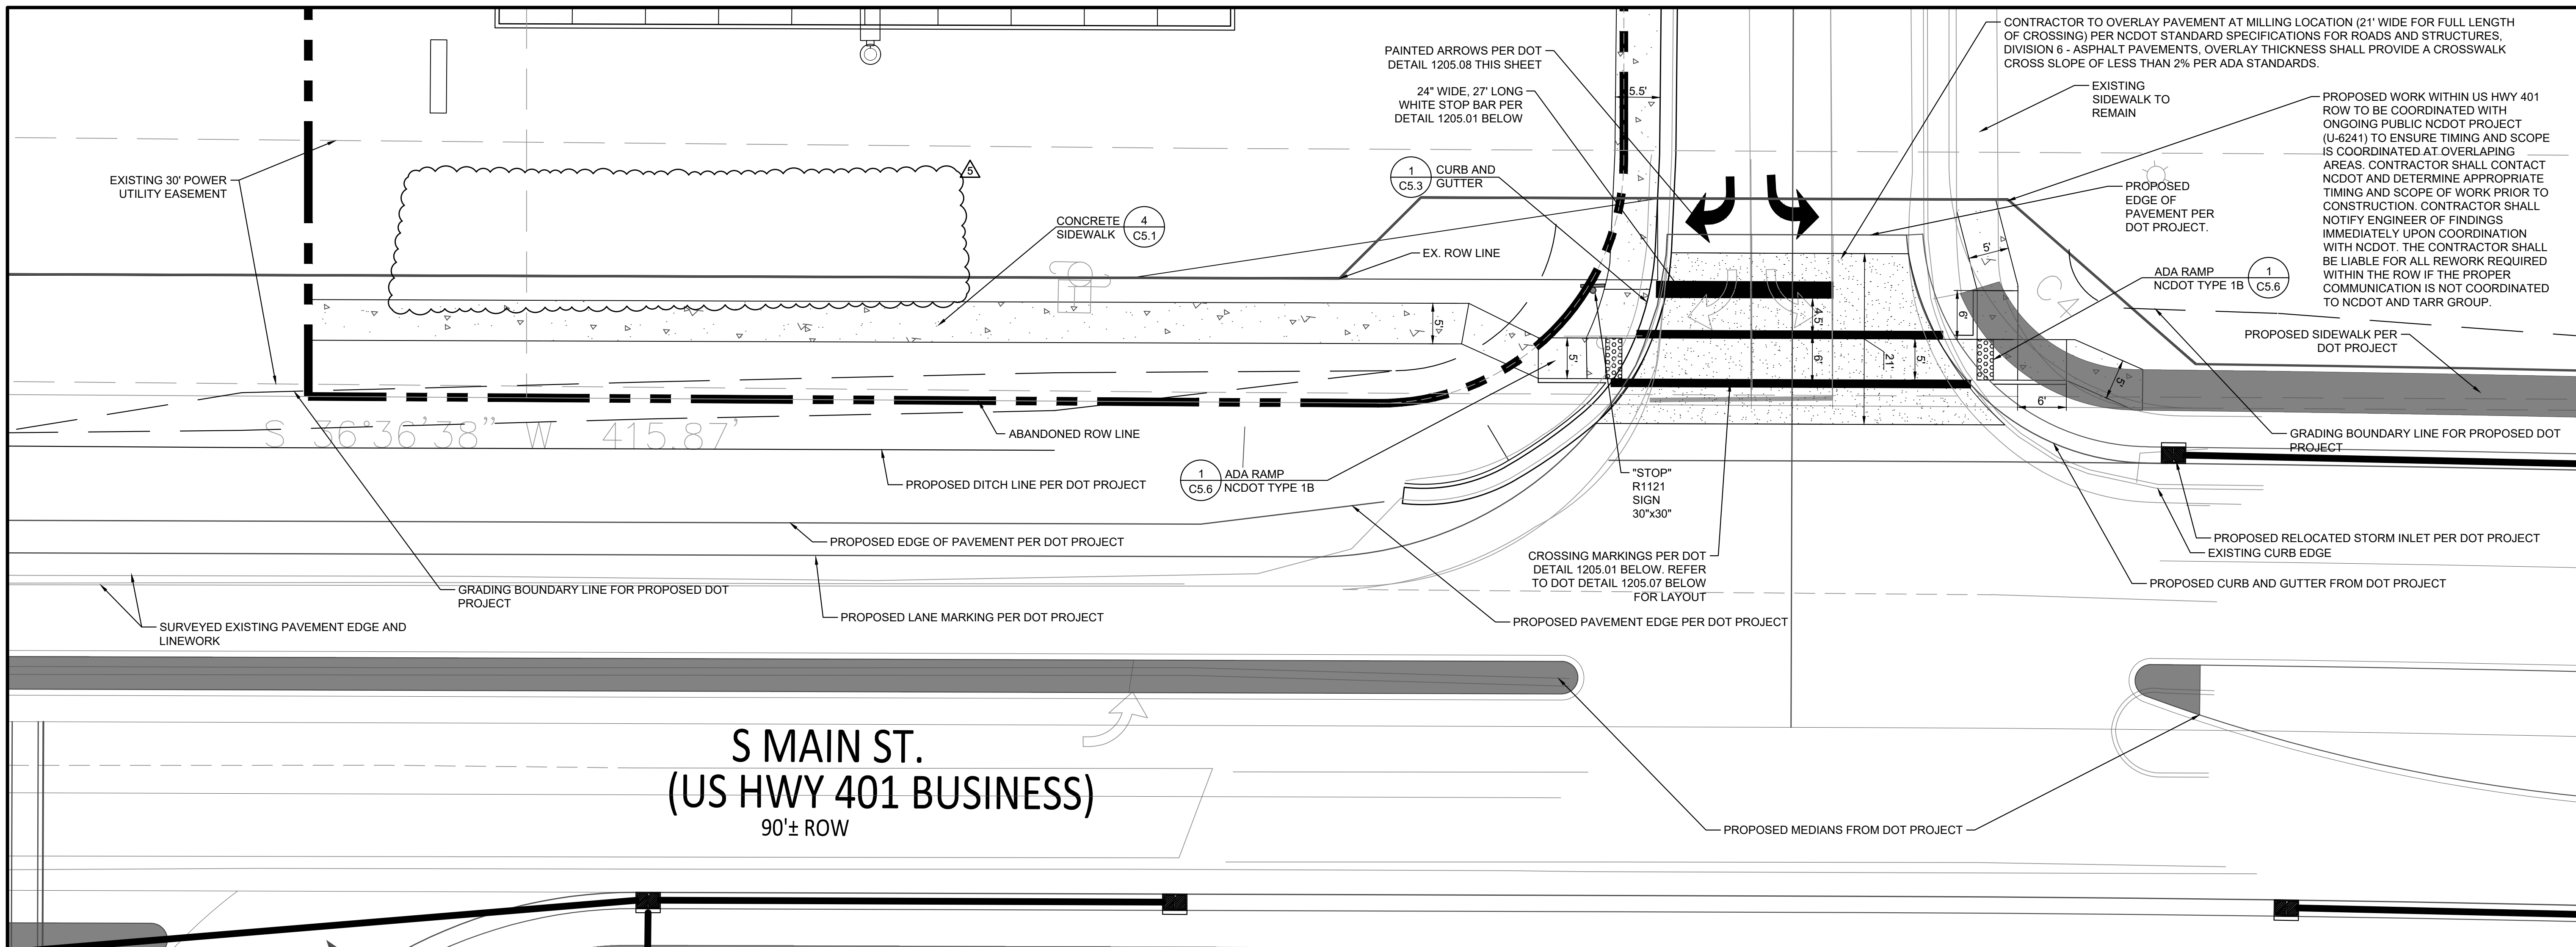 CONTRACTOR TO OVERLAY PAVEMENT AT MILLING LOCATION (21' WIDE FOR FULL LENGTH
OF CROSSING) PER NCDOT STANDARD SPECIFICATIONS FOR ROADS AND STRUCTURES,
DIVISION 6 - ASPHALT PAVEMENTS, OVERLAY THICKNESS SHALL PROVIDE A CROSSWALK
CROSS SLOPE OF LESS THAN 2% PER ADA STANDARDS.
PAINTED ARROWS PER DOT
DETAIL 1205.08 THIS SHEET
24" WIDE, 27' LONG
WHITE STOP BAR PER
DETAIL 1205.01 BELOW
5.5'
EXISTING
SIDEWALK TO
REMAIN
PROPOSED WORK WITHIN US HWY 401
ROW TO BE COORDINATED WITH
ONGOING PUBLIC NCDOT PROJECT
(U-6241) TO ENSURE TIMING AND SCOPE
IS COORDINATED AT OVERLAPING
AREAS. CONTRACTOR SHALL CONTACT
NCDOT AND DETERMINE APPROPRIATE
TIMING AND SCOPE OF WORK PRIOR TO
CONSTRUCTION. CONTRACTOR SHALL
NOTIFY ENGINEER OF FINDINGS
IMMEDIATELY UPON COORDINATION
WITH NCDOT. THE CONTRACTOR SHALL
BE LIABLE FOR ALL REWORK REQUIRED
WITHIN THE ROW IF THE PROPER
COMMUNICATION IS NOT COORDINATED
TO NCDOT AND TARR GROUP.
EXISTING 30' POWER
UTILITY EASEMENT
5
1
C5.3
CURB AND
GUTTER
CONCRETE
SIDEWALK
4
C5.1
EX. ROW LINE
PROPOSED
EDGE OF
PAVEMENT PER
DOT PROJECT.
5'
ADA RAMP
NCDOT TYPE 1B
1
C5.6
C4
PROPOSED SIDEWALK PER
DOT PROJECT
5'
5'
4.5'
6'
21'
5'
6'
5'
6'
S 36°36'38" W 415.87'
ABANDONED ROW LINE
GRADING BOUNDARY LINE FOR PROPOSED DOT
PROJECT
1
C5.6
ADA RAMP
NCDOT TYPE 1B
PROPOSED DITCH LINE PER DOT PROJECT
"STOP"
R1121
SIGN
30"x30"
PROPOSED EDGE OF PAVEMENT PER DOT PROJECT
PROPOSED RELOCATED STORM INLET PER DOT PROJECT
EXISTING CURB EDGE
CROSSING MARKINGS PER DOT
DETAIL 1205.01 BELOW. REFER
TO DOT DETAIL 1205.07 BELOW
FOR LAYOUT
PROPOSED CURB AND GUTTER FROM DOT PROJECT
GRADING BOUNDARY LINE FOR PROPOSED DOT
PROJECT
PROPOSED LANE MARKING PER DOT PROJECT
PROPOSED PAVEMENT EDGE PER DOT PROJECT
SURVEYED EXISTING PAVEMENT EDGE AND
LINEWORK
S MAIN ST.
(US HWY 401 BUSINESS)
90'± ROW
PROPOSED MEDIANS FROM DOT PROJECT